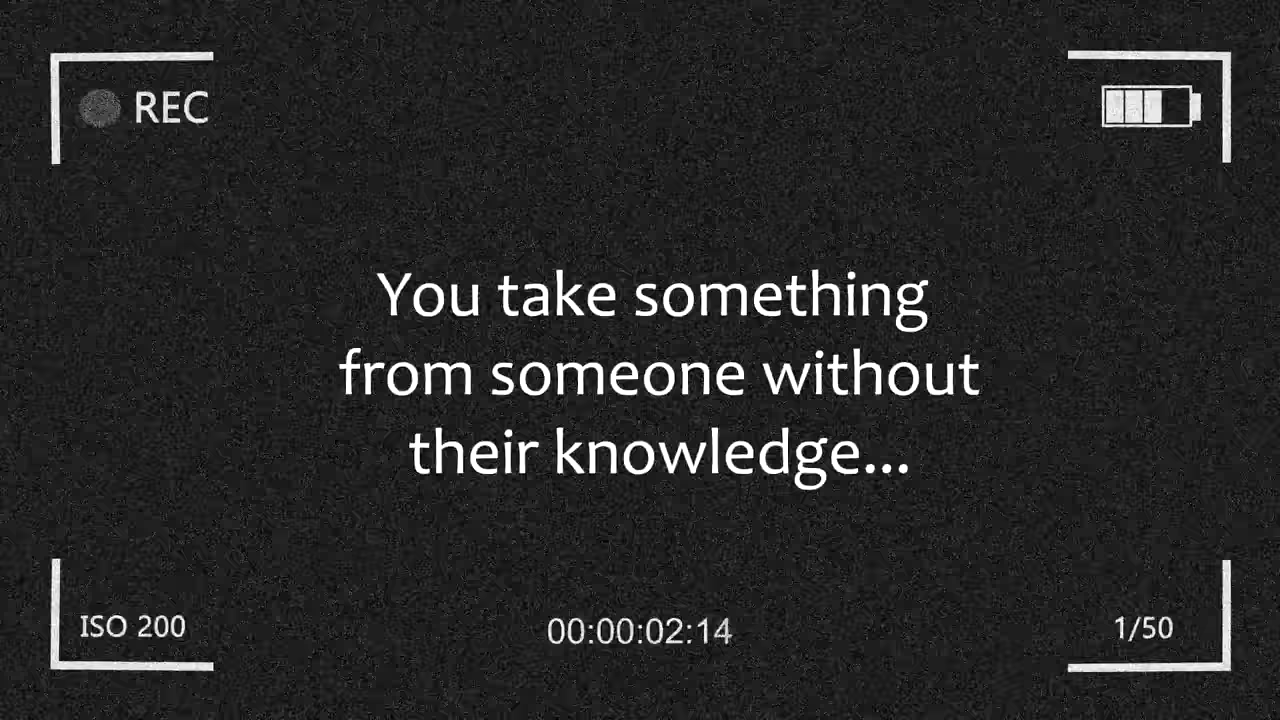 REC
You take something
from someone without
their knowledge...
ISO 200
00:00:02:14
1/50